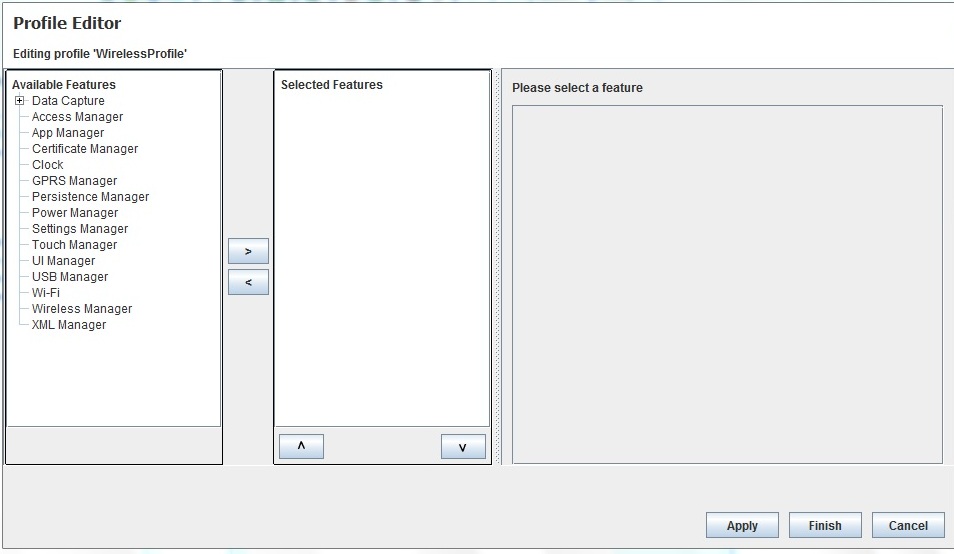 Profile Editor
Editing profile 'WirelessProfile'
Available Features
Data Capture
Access Manager
App Manager
Certificate Manager
Clock
GPRS Manager
Persistence Manager
Power Manager
Settings Manager
Touch Manager
UI Manager
USB Manager
Wi-Fi
Wireless Manager
XML Manager
>
<
Selected Features
^
v
Please select a feature
Apply
Finish
Cancel